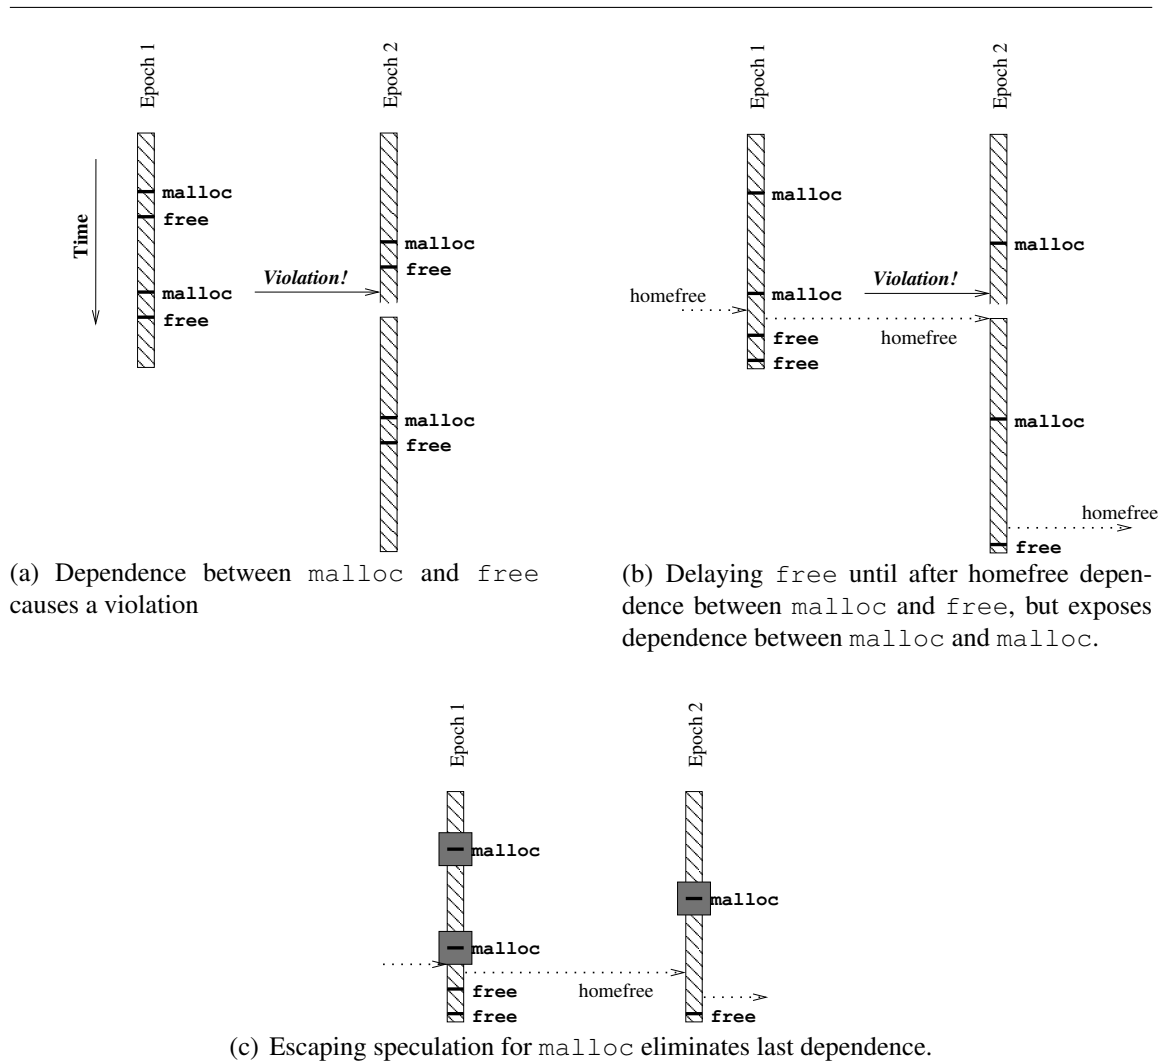 Epoch 1
Epoch 2
Time
malloc
free
malloc
free
Violation!
malloc
free
malloc
free
(a) Dependence between malloc and free
causes a violation
Epoch 1
Epoch 2
malloc
malloc
homefree
malloc
Violation!
homefree
free
free
malloc
homefree
free
(b) Delaying free until after homefree depen-
dence between malloc and free, but exposes
dependence between malloc and malloc.
Epoch 1
Epoch 2
malloc
malloc
malloc
homefree
free
free
free
(c) Escaping speculation for malloc eliminates last dependence.